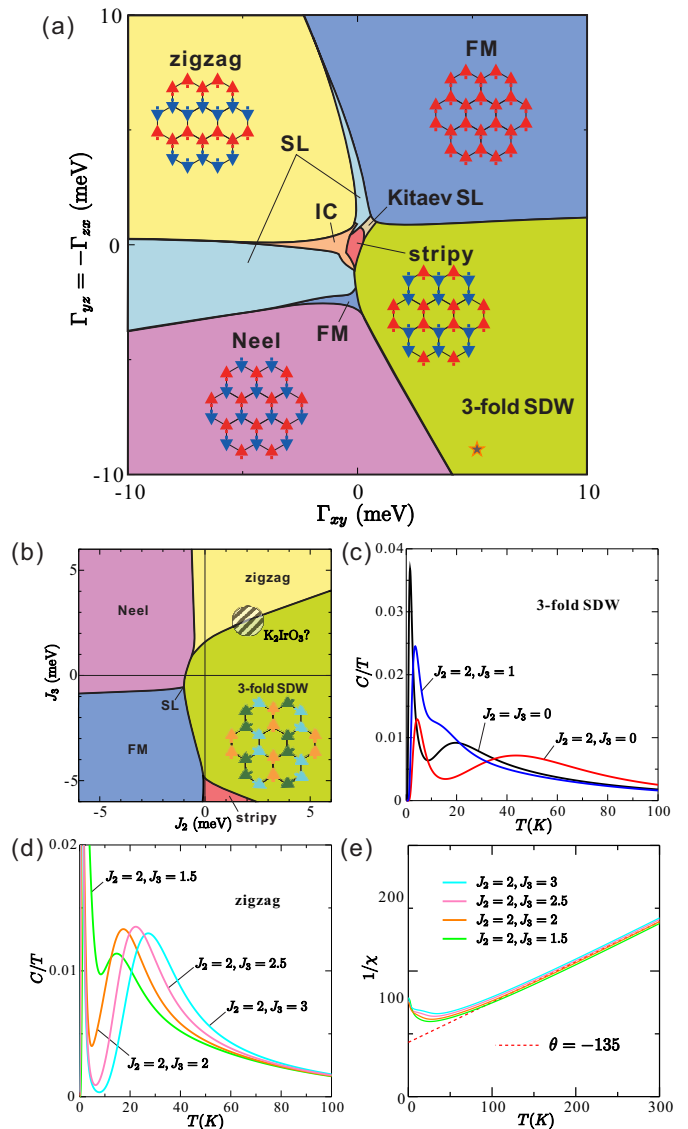 (a)
10
0
-10
Γyz = −Γzx (meV)
zigzag
FM
SL
Kitaev SL
IC
stripy
FM
Neel
3-fold SDW
-10
0
10
Γxy (meV)
(b)
5
0
-5
J3 (meV)
Neel
zigzag
K2IrO3?
SL
3-fold SDW
FM
-5
0
5
J2 (meV)
stripy
(c)
0.04
0.03
0.02
0.01
0
C/T
3-fold SDW
J2 = 2, J3 = 1
J2 = J3 = 0
J2 = 2, J3 = 0
0
20
40
60
80
100
T(K)
(d)
0.02
0.01
0
C/T
J2 = 2, J3 = 1.5
zigzag
J2 = 2, J3 = 2.5
J2 = 2, J3 = 3
J2 = 2, J3 = 2
0
20
40
60
80
100
T(K)
(e)
200
100
0
1/χ
J2 = 2, J3 = 3
J2 = 2, J3 = 2.5
J2 = 2, J3 = 2
J2 = 2, J3 = 1.5
θ = −135
0
100
200
300
T(K)